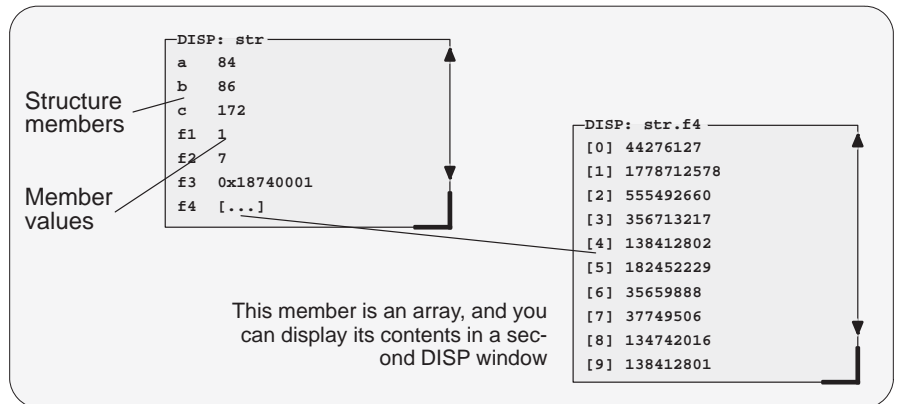 DISP: str
a 84
b 86
c 172
f1 1
f2 7
f3 0x18740001
f4 [...]
Structure
members
Member
values
DISP: str.f4
[0] 44276127
[1] 1778712578
[2] 555492660
[3] 356713217
[4] 138412802
[5] 182452229
[6] 35659888
[7] 37749506
[8] 134742016
[9] 138412801
This member is an array, and you
can display its contents in a sec-
ond DISP window